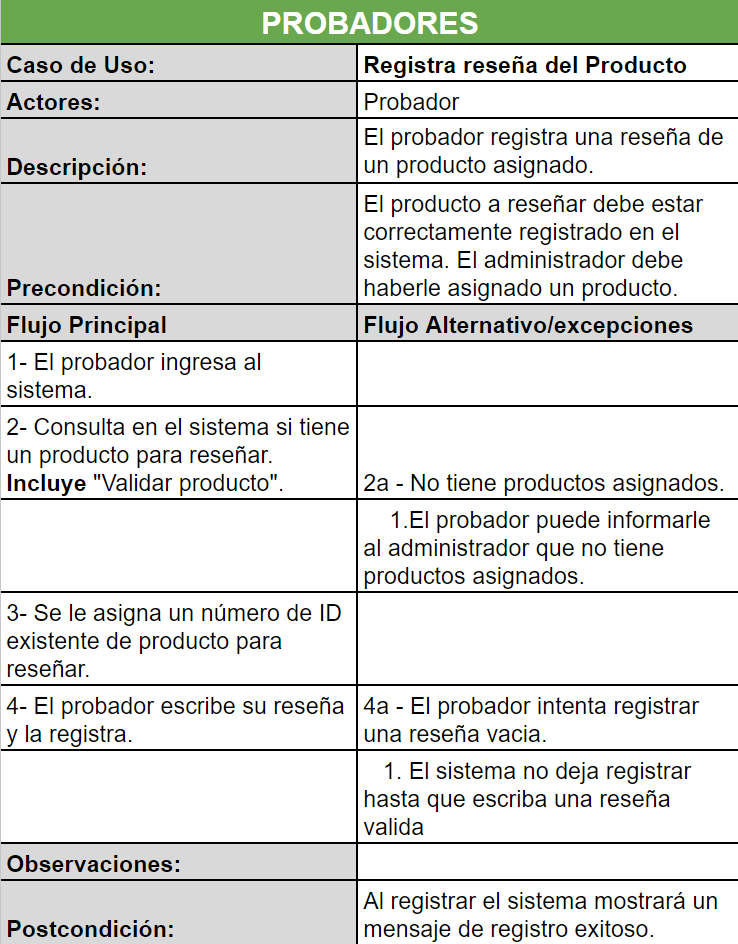 PROBADORES
Caso de Uso:
Registra reseña del Producto
Actores:
Probador
Descripción:
El probador registra una reseña de
un producto asignado.
Precondición:
El producto a reseñar debe estar
correctamente registrado en el
sistema. El administrador debe
haberle asignado un producto.
Flujo Principal
Flujo Alternativo/excepciones
1- El probador ingresa al
sistema.
2- Consulta en el sistema si tiene
un producto para reseñar.
Incluye "Validar producto".
2a - No tiene productos asignados.
1.El probador puede informarle
al administrador que no tiene
productos asignados.
3- Se le asigna un número de ID
existente de producto para
reseñar.
4- El probador escribe su reseña
y la registra.
4a - El probador intenta registrar
una reseña vacia.
1. El sistema no deja registrar
hasta que escriba una reseña
valida
Observaciones:
Postcondición:
Al registrar el sistema mostrará un
mensaje de registro exitoso.